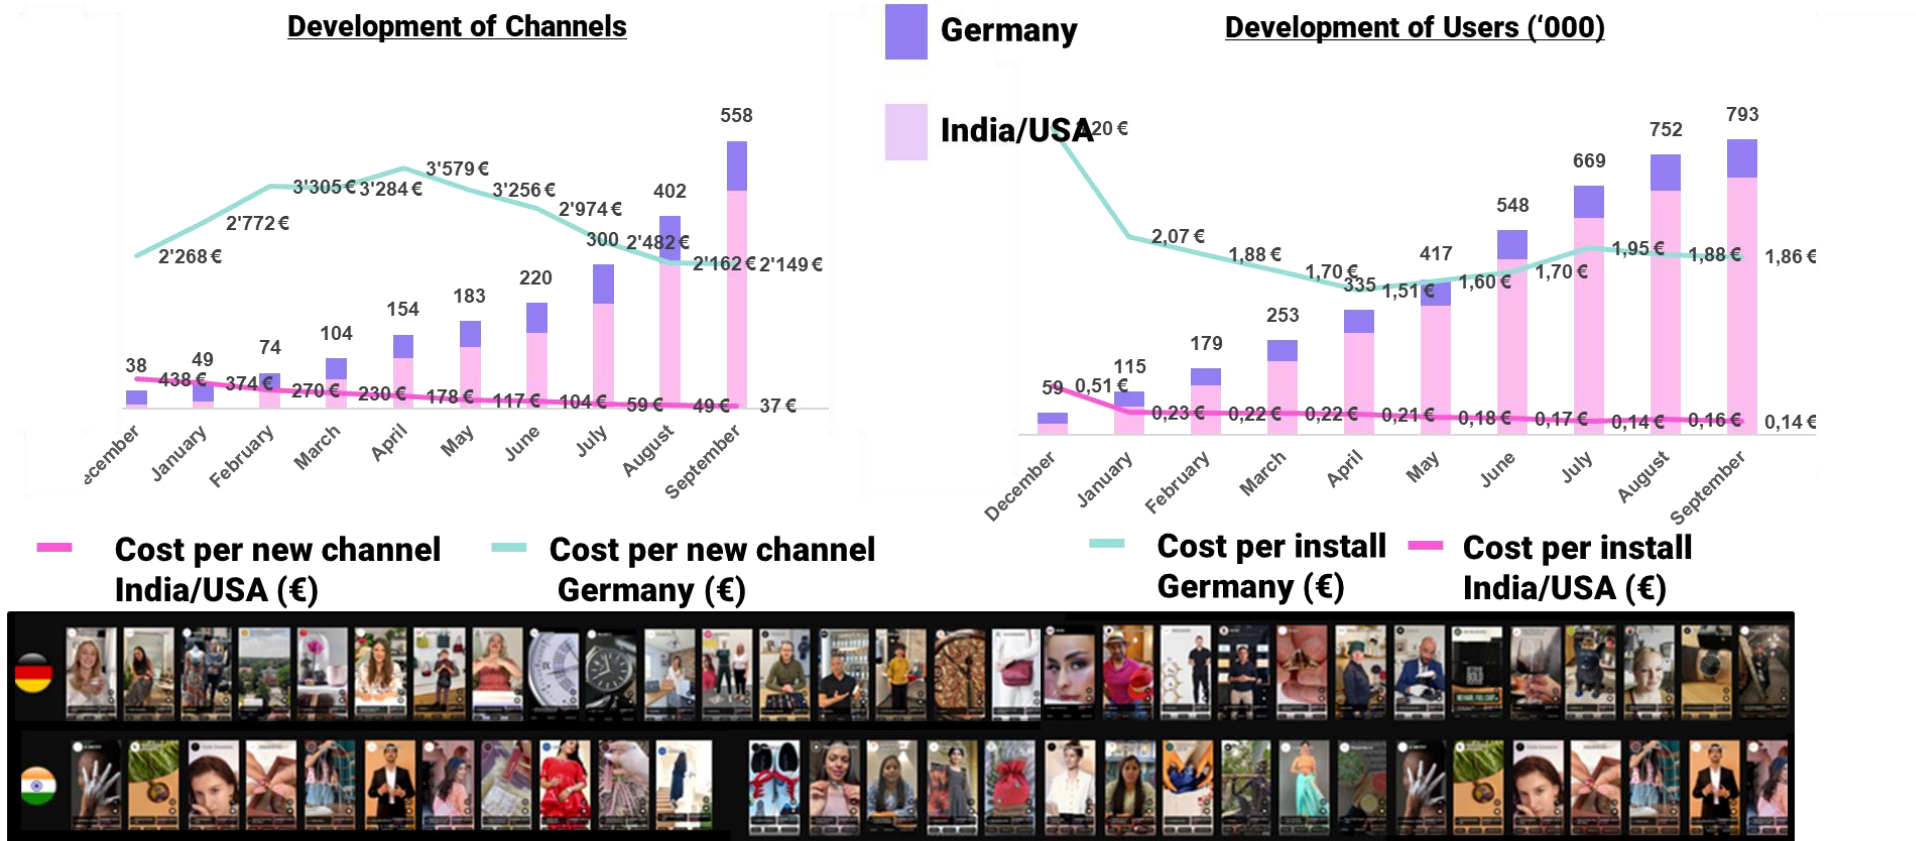 Development of Channels
Germany
India/USA
Development of Users (‘000)
558
3'579 €
3'305 €
3'284 €
3'256 €
402
2'974 €
2'772 €
300
2'482 €
2'268 €
2'162 €
2'149 €
220
183
154
104
74
49
38
438 €
374 €
270 €
230 €
178 €
117 €
104 €
59 €
49 €
37 €
December
January
February
March
April
May
June
July
August
September
20 €
793
752
669
548
2,07 €
1,88 €
1,70 €
417
335
1,51 €
1,60 €
1,70 €
1,95 €
1,88 €
1,86 €
253
179
115
59
0,51 €
0,23 €
0,22 €
0,22 €
0,21 €
0,18 €
0,17 €
0,14 €
0,16 €
0,14 €
December
January
February
March
April
May
June
July
August
September
Cost per new channel
India/USA (€)
Cost per new channel
Germany (€)
Cost per install
Germany (€)
Cost per install
India/USA (€)